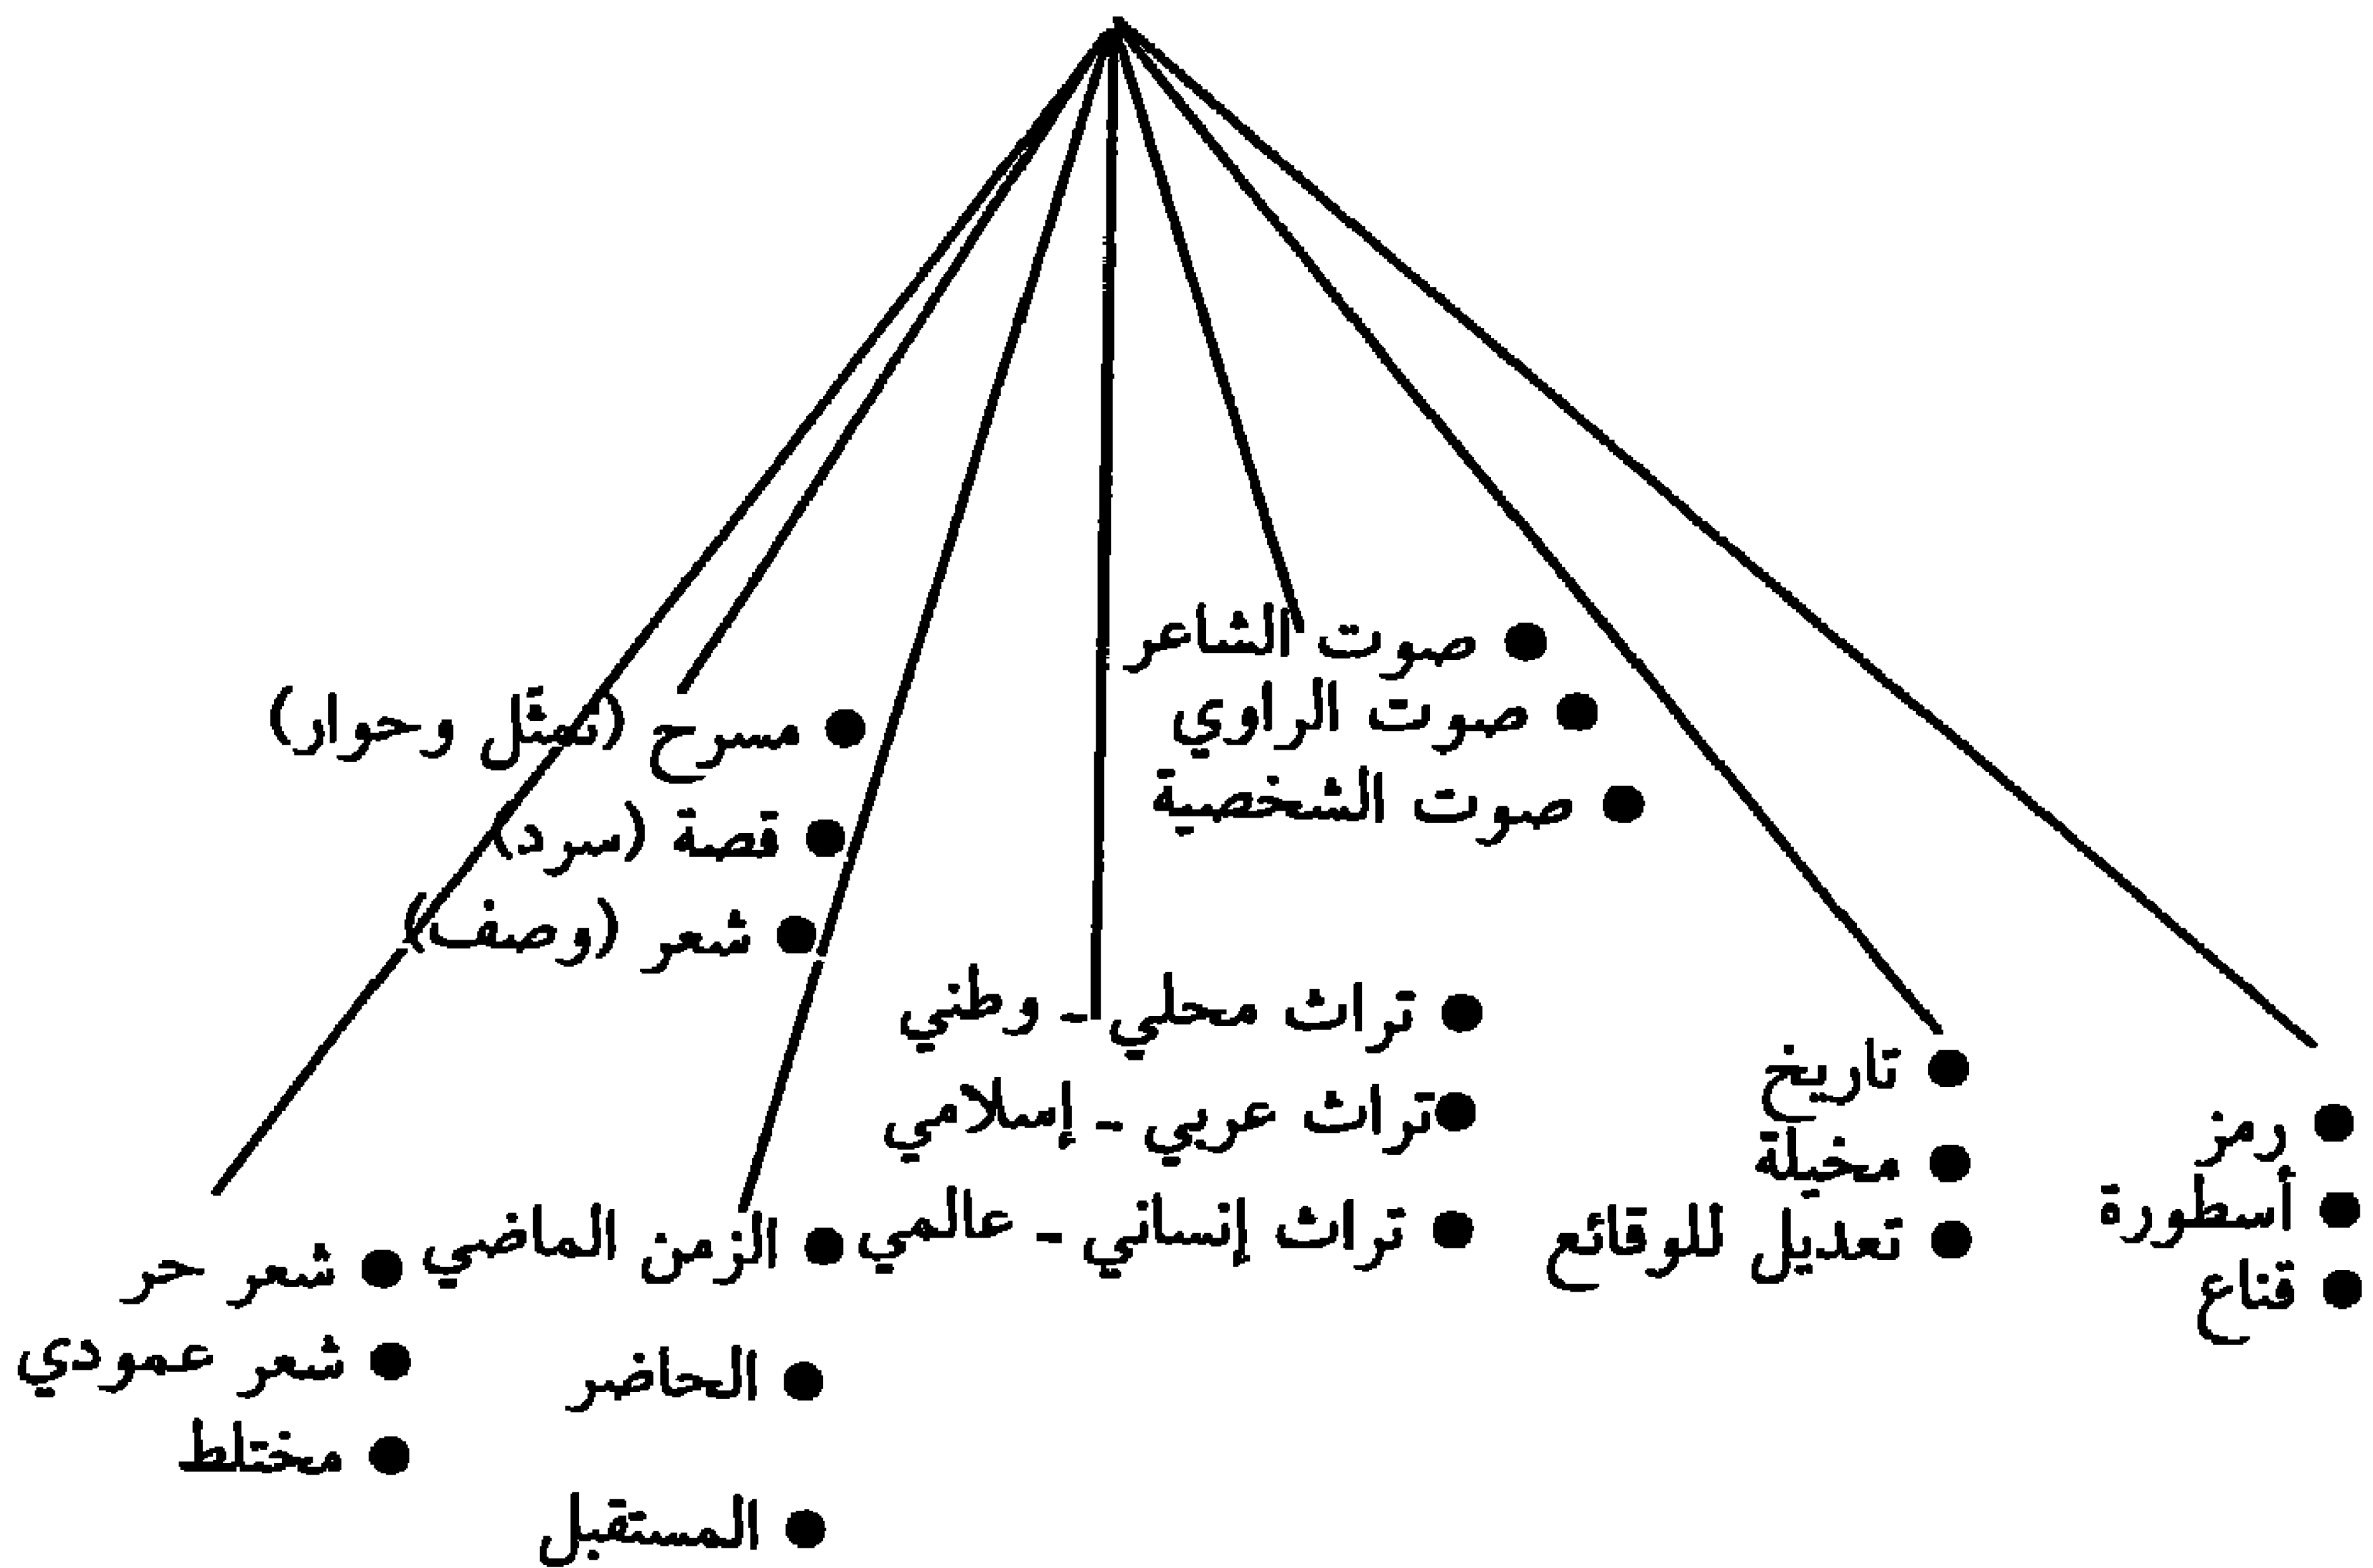 رمز
أسطورة
قناع
تاريخ
مخيلة
تعديل للوقائع
صوت الشاعر
صوت الراوي
صوت الشخصية
تراث محلي - وطني
تراث عربي - إسلامي
تراث إنساني - عالمي
الزمن الماضي
الحاضر
المستقبل
مسرح (تمثل وحوار)
قصة (سرد)
شعر (وصف)
شعر حر
شعر عمودي
مختلط